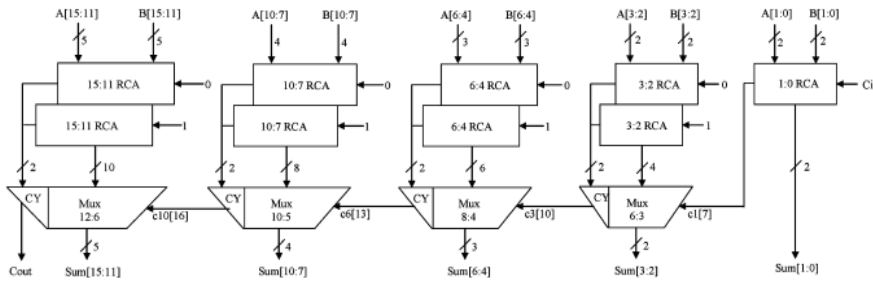 A[15:11] B[15:11] A[10:7] B[10:7] A[6:4] B[6:4] A[3:2] B[3:2] A[1:0] B[1:0]
5 5 4 4 3 3 2 2 2 2
15:11 RCA 0 10:7 RCA 0 6:4 RCA 0 3:2 RCA 0 1:0 RCA Ci
15:11 RCA 1 10:7 RCA 1 6:4 RCA 1 3:2 RCA 1
2 10 2 8 2 6 2 4 2
CY Mux CY Mux CY Mux CY Mux
12:6 c10[16] 10:5 c6[13] 8:4 c3[10] 6:3 c1[7]
5 4 3 2
Cout Sum[15:11] Sum[10:7] Sum[6:4] Sum[3:2] Sum[1:0]